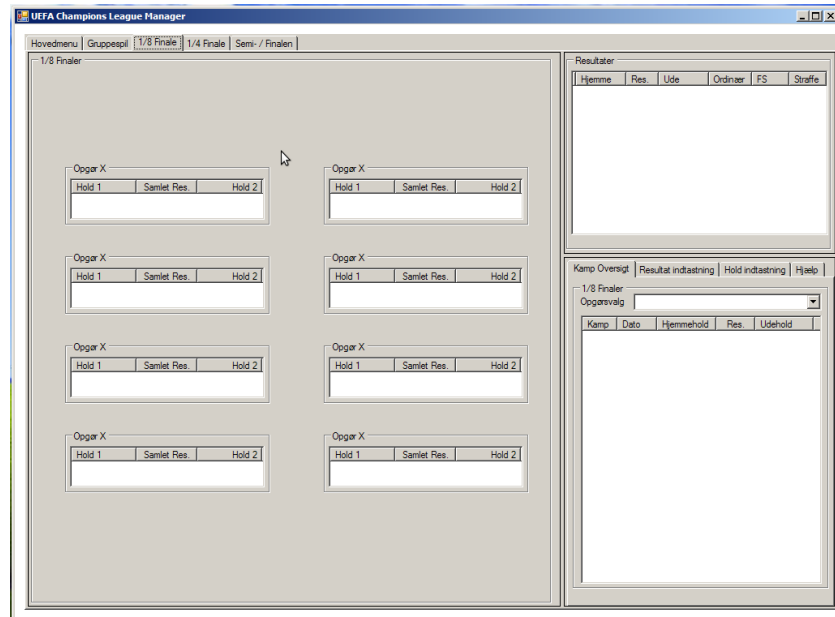 UEFA Champions League Manager
Hovedmenu Gruppespil 1/8 Finale 1/4 Finale Semi- / Finalen
1/8 Finaler
Opgør X Opgør X
Hold 1 Samlet Res. Hold 2 Hold 1 Samlet Res. Hold 2
Opgør X Opgør X
Hold 1 Samlet Res. Hold 2 Hold 1 Samlet Res. Hold 2
Opgør X Opgør X
Hold 1 Samlet Res. Hold 2 Hold 1 Samlet Res. Hold 2
Opgør X Opgør X
Hold 1 Samlet Res. Hold 2 Hold 1 Samlet Res. Hold 2
Resultater
Hjemme Res. Ude Ordinær FS Straffe
Kamp Oversigt Resultat indtastning Hold indtastning Hjælp
1/8 Finaler
Opgørsvalg
Kamp Dato Hjemmehold Res. Udehold